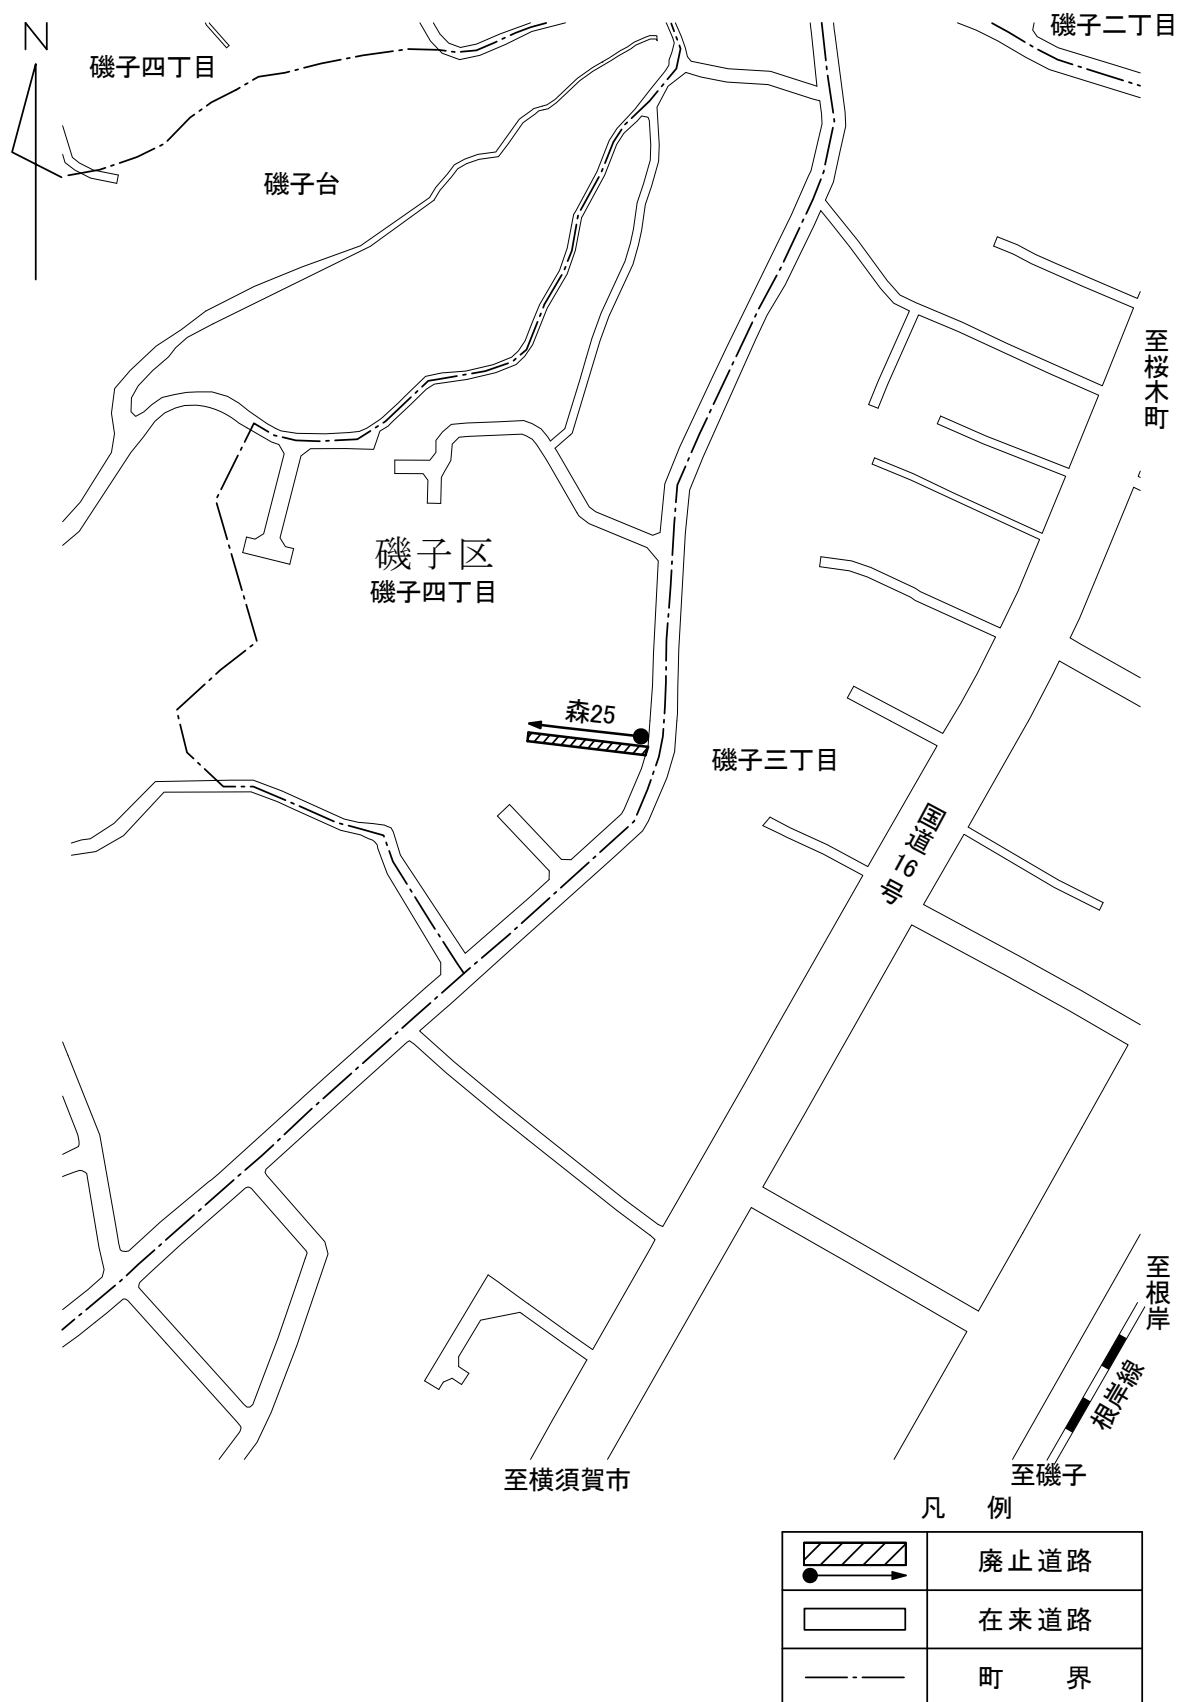 磯子二丁目
N
磯子四丁目
磯子台
至桜木町
磯子区
磯子四丁目
森25
磯子三丁目
国道16号
至根岸
根岸線
至磯子
至横須賀市
凡 例
廃止道路
在来道路
町 界